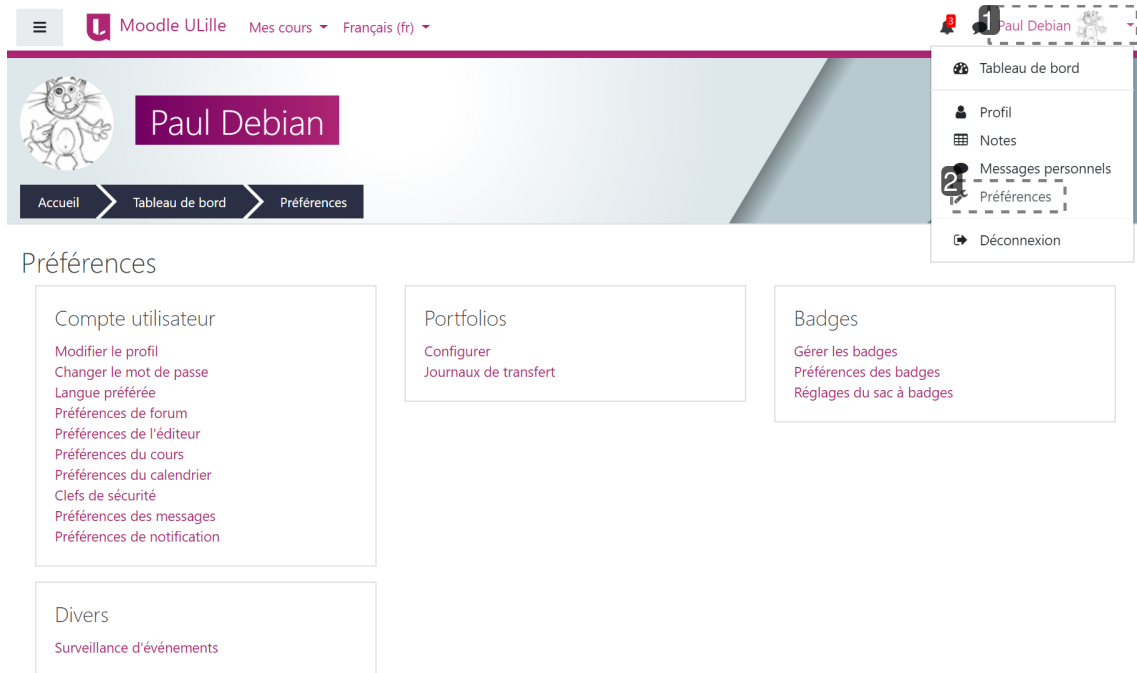 Moodle ULille Mes cours Français (fr) 3 1 Paul Debian
Tableau de bord
Profil
Notes
Messages personnels
2 Préférences
Déconnexion
Paul Debian
Accueil Tableau de bord Préférences
Préférences
Compte utilisateur
Modifier le profil
Changer le mot de passe
Langue préférée
Préférences de forum
Préférences de l'éditeur
Préférences du cours
Préférences du calendrier
Clefs de sécurité
Préférences des messages
Préférences de notification
Portfolios
Configurer
Journaux de transfert
Badges
Gérer les badges
Préférences des badges
Réglages du sac à badges
Divers
Surveillance d'événements